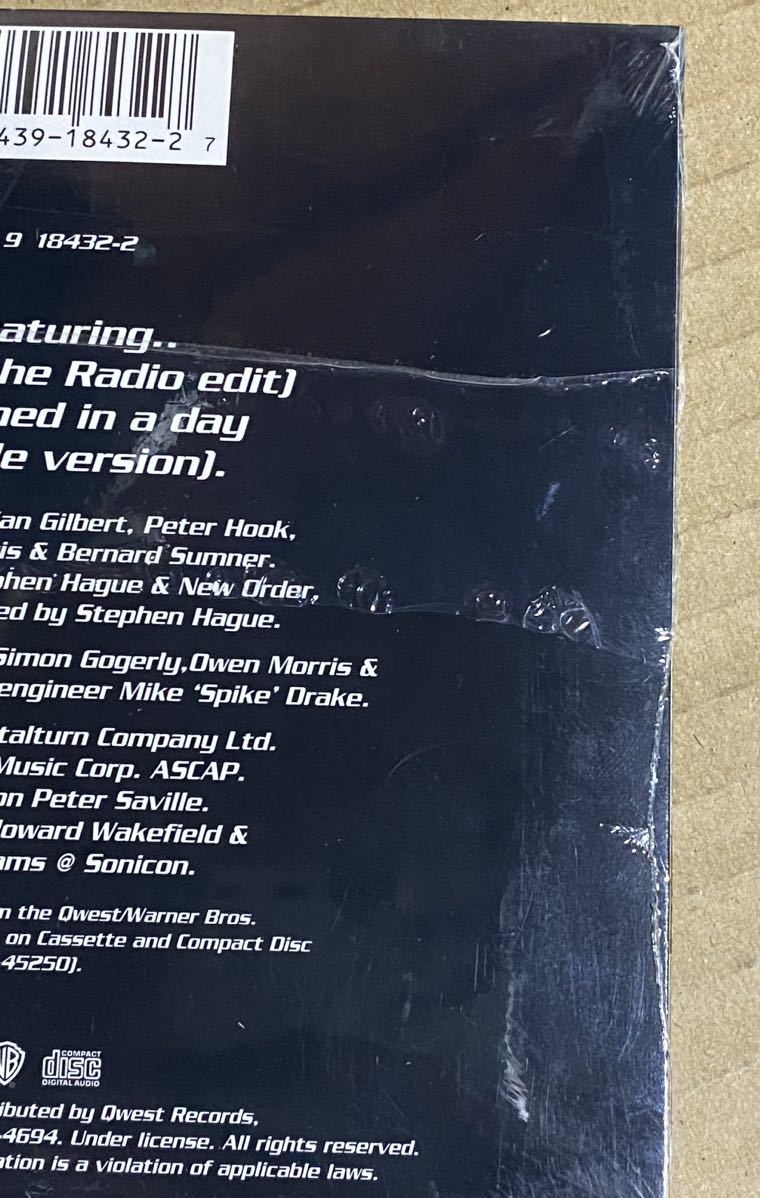 439-18432-2 7
9 18432-2
aturing..
he Radio edit)
ned in a day
le version).
ian Gilbert, Peter Hook,
is & Bernard Sumner.
phen Hague & New Order,
ed by Stephen Hague.
Simon Gogerly,Owen Morris &
engineer Mike ‘Spike’ Drake.
talturn Company Ltd.
Music Corp. ASCAP.
on Peter Saville.
Howard Wakefield &
ams @ Sonicon.
m the Qwest/Warner Bros.
on Cassette and Compact Disc
45250).
WB
COMPACT
disc
DIGITAL AUDIO
ributed by Qwest Records,
-4694. Under license. All rights reserved.
ation is a violation of applicable laws.